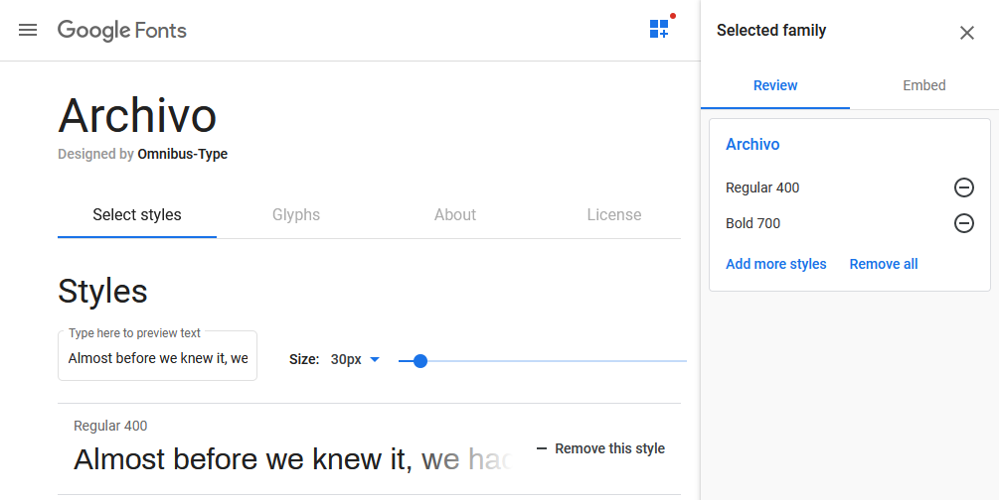 Google Fonts
Archivo
Designed by Omnibus-Type
Select styles
Glyphs
About
License
Styles
Type here to preview text
Almost before we knew it, we
Size: 30px
Regular 400
Almost before we knew it, we had
Remove this style
Selected family
Review
Embed
Archivo
Regular 400
Bold 700
Add more styles
Remove all